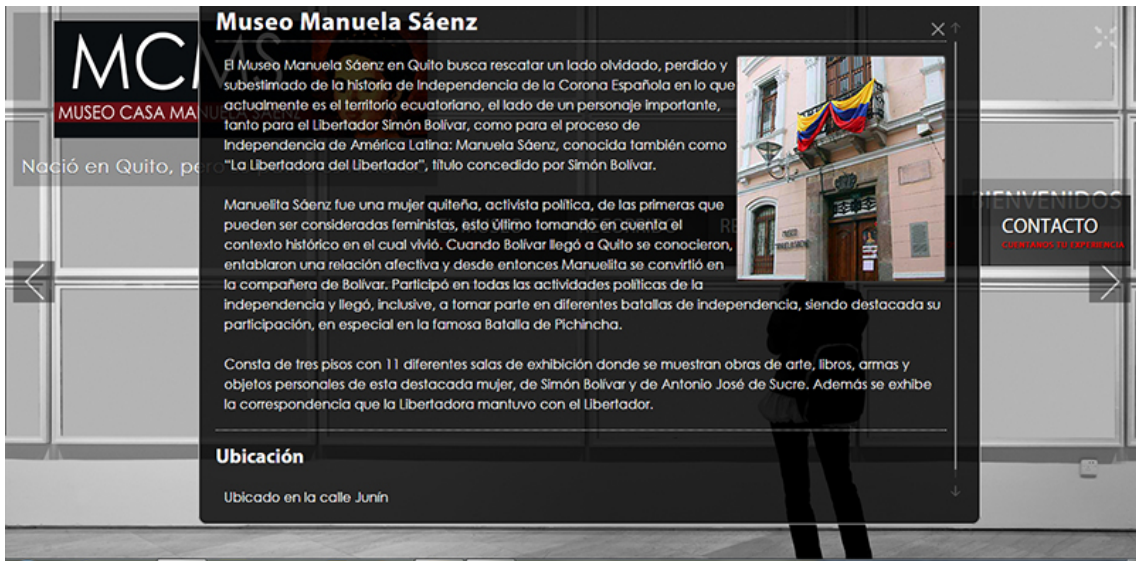 Museo Manuela Sáenz
MCMS
MUSEO CASA MANUELA SAENZ
Nació en Quito, pero
El Museo Manuela Sáenz en Quito busca rescatar un lado olvidado, perdido y
subestimado de la historia de Independencia de la Corona Española en lo que
actualmente es el territorio ecuatoriano, el lado de un personaje importante,
tanto para el Libertador Simón Bolívar, como para el proceso de
Independencia de América Latina: Manuela Sáenz, conocida también como
“La Libertadora del Libertador”, título concedido por Simón Bolívar.
Manuelita Sáenz fue una mujer quiteña, activista política, de las primeras que
pueden ser consideradas feministas, esto último tomando en cuenta el
contexto histórico en el cual vivió. Cuando Bolívar llegó a Quito se conocieron,
entablaron una relación afectiva y desde entonces Manuelita se convirtió en
la compañera de Bolívar. Participó en todas las actividades políticas de la
independencia y llegó, inclusive, a tomar parte en diferentes batallas de independencia, siendo destacada su
participación, en especial en la famosa Batalla de Pichincha.
Consta de tres pisos con 11 diferentes salas de exhibición donde se muestran obras de arte, libros, armas y
objetos personales de esta destacada mujer, de Simón Bolívar y de Antonio José de Sucre. Además se exhibe
la correspondencia que la Libertadora mantuvo con el Libertador.
Ubicación
Ubicado en la calle Junín
BIENVENIDOS
CONTACTO
CUENTANOS TU EXPERIENCIA